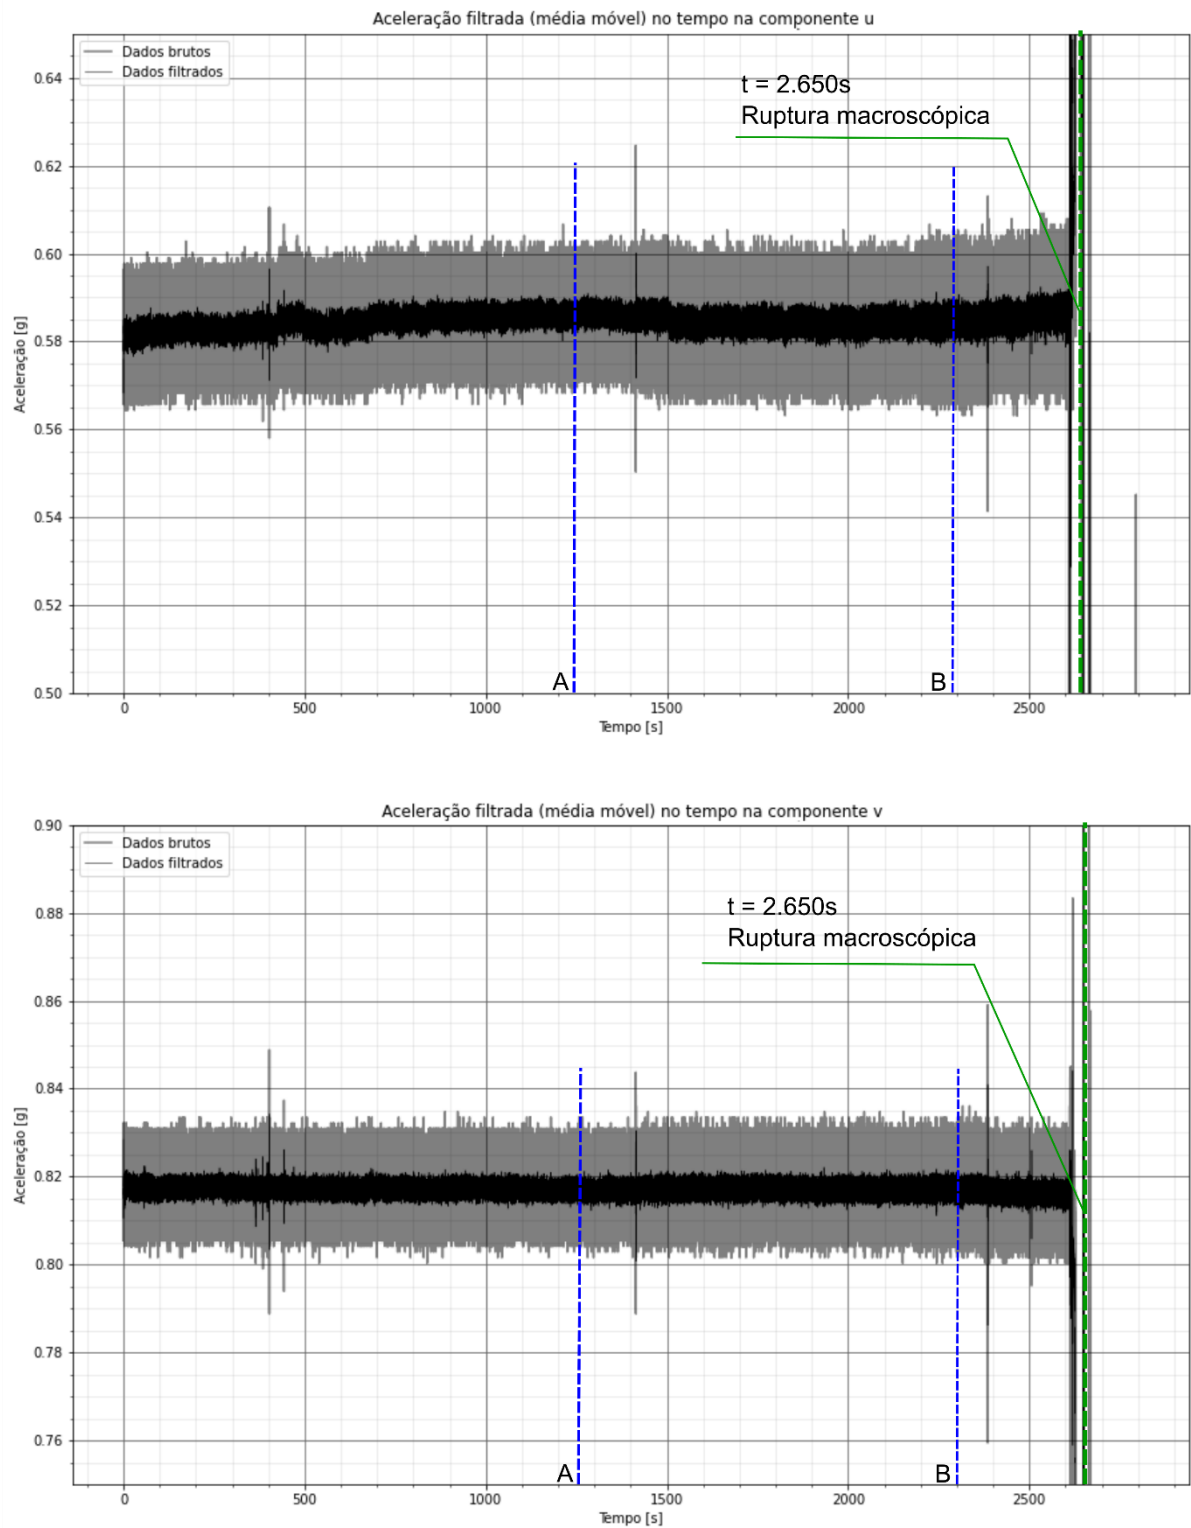 Aceleração filtrada (média móvel) no tempo na componente u
Dados brutos
Dados filtrados
t = 2.650s
Ruptura macroscópica
Aceleração [g]
0.64
0.62
0.60
0.58
0.56
0.54
0.52
0.50
A
B
0
500
1000
1500
2000
2500
Tempo [s]
Aceleração filtrada (média móvel) no tempo na componente v
Dados brutos
Dados filtrados
t = 2.650s
Ruptura macroscópica
Aceleração [g]
0.90
0.88
0.86
0.84
0.82
0.80
0.78
0.76
A
B
0
500
1000
1500
2000
2500
Tempo [s]